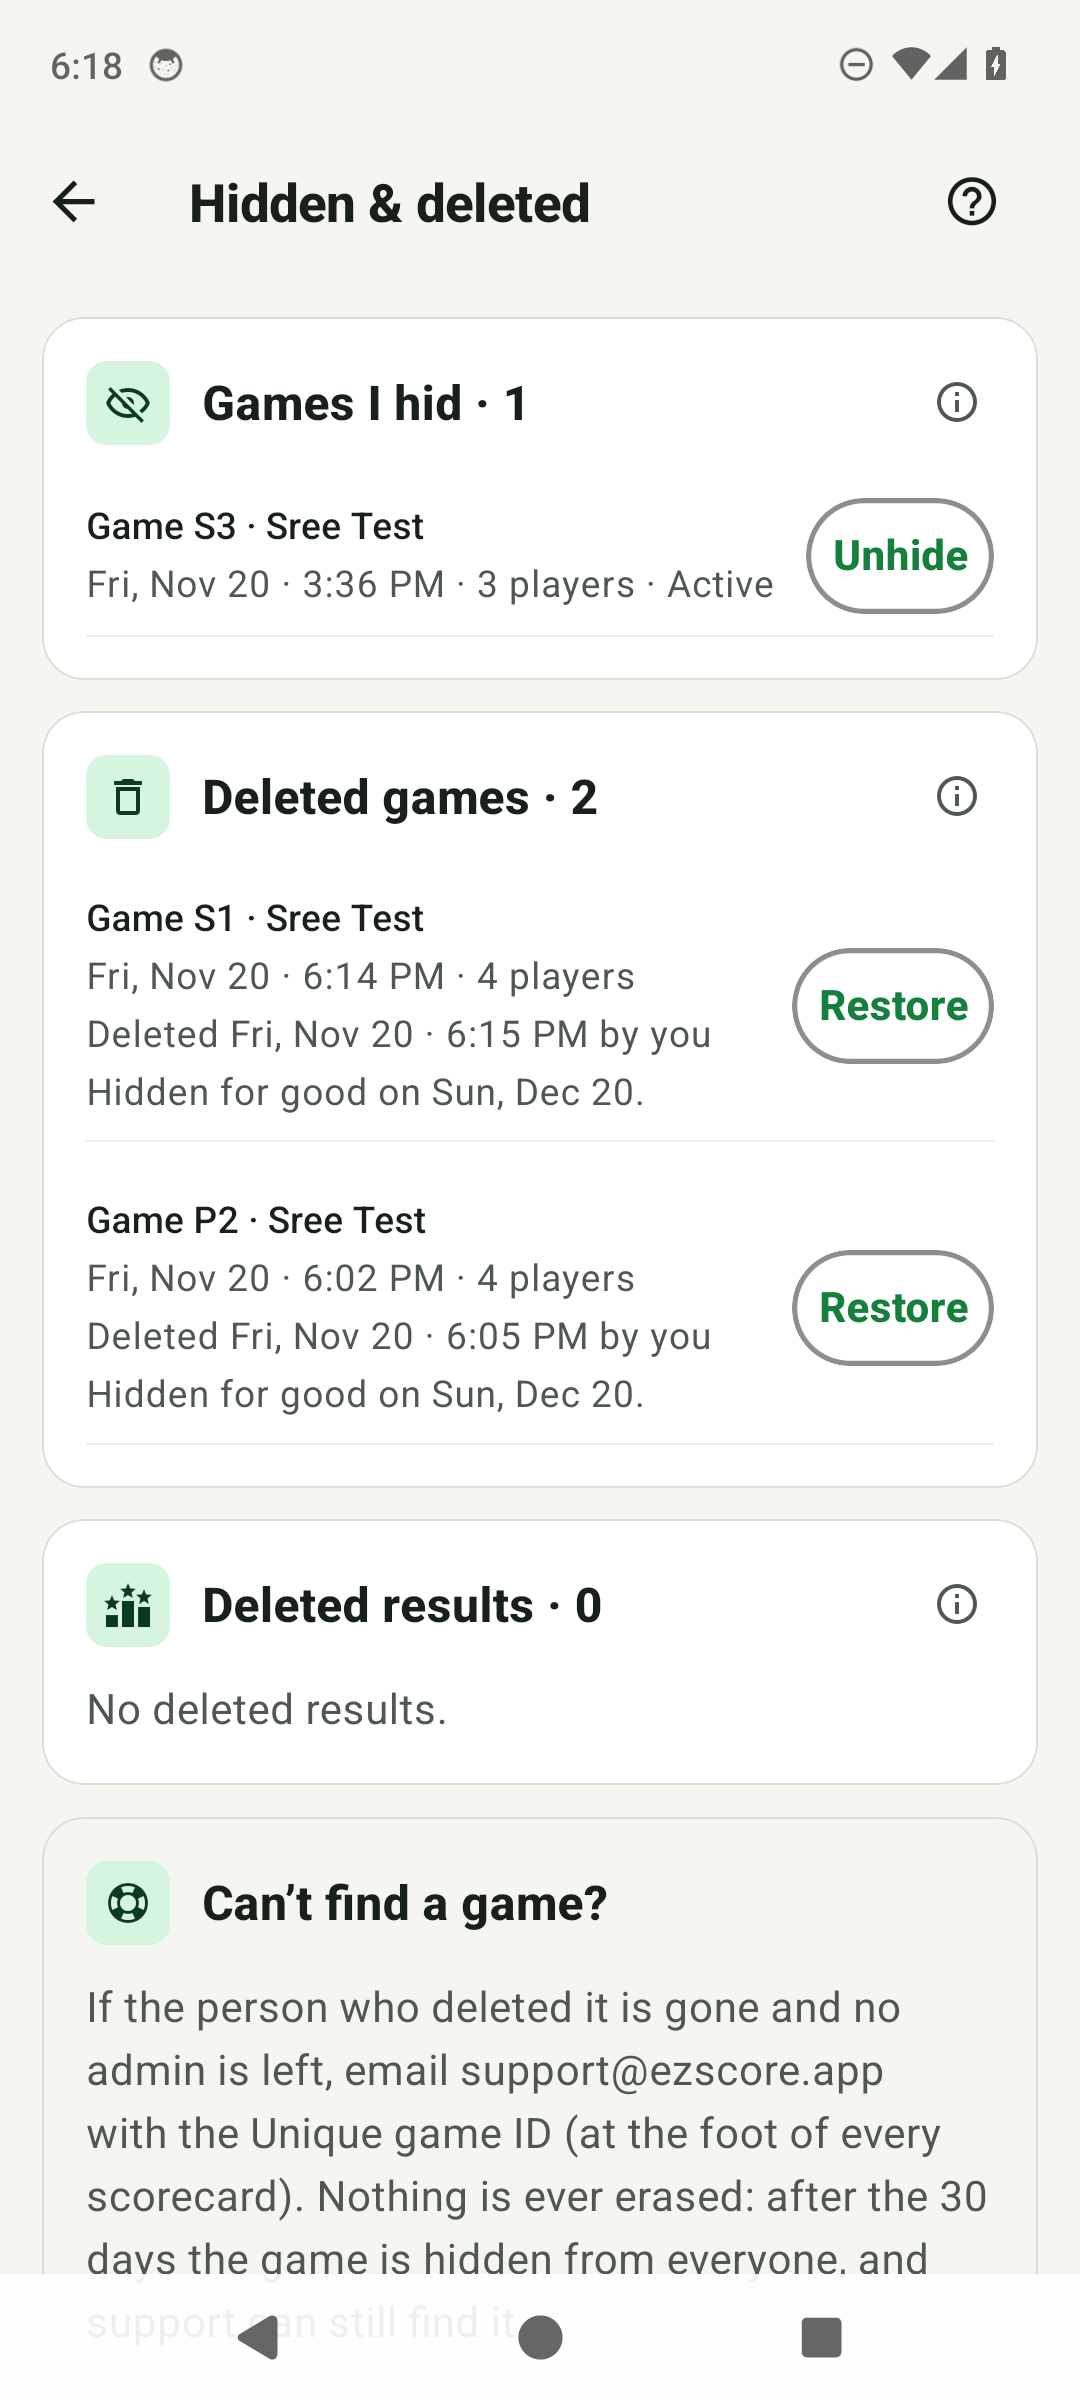 6:18
Hidden & deleted
Games I hid · 1
Game S3 · Sree Test
Fri, Nov 20 · 3:36 PM · 3 players · Active
Unhide
Deleted games · 2
Game S1 · Sree Test
Fri, Nov 20 · 6:14 PM · 4 players
Deleted Fri, Nov 20 · 6:15 PM by you
Hidden for good on Sun, Dec 20.
Restore
Game P2 · Sree Test
Fri, Nov 20 · 6:02 PM · 4 players
Deleted Fri, Nov 20 · 6:05 PM by you
Hidden for good on Sun, Dec 20.
Restore
Deleted results · 0
No deleted results.
Can’t find a game?
If the person who deleted it is gone and no
admin is left, email support@ezscore.app
with the Unique game ID (at the foot of every
scorecard). Nothing is ever erased: after the 30
days the game is hidden from everyone, and
support can still find it